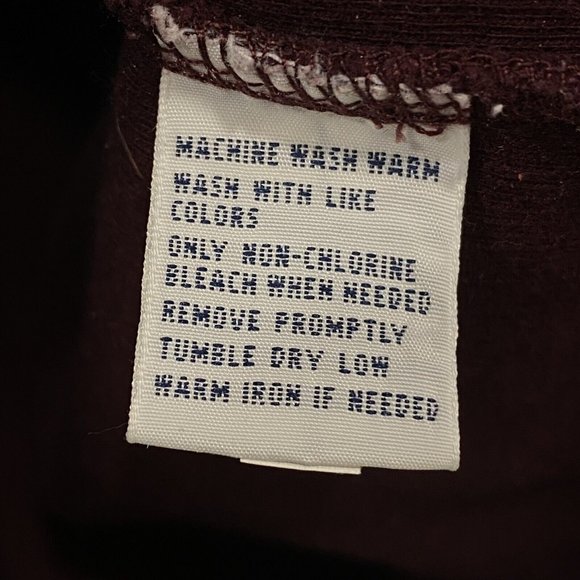 MACHINE WASH WARM
WASH WITH LIKE
COLORS
ONLY NON-CHLORINE
BLEACH WHEN NEEDED
REMOVE PROMPTLY
TUMBLE DRY LOW
WARM IRON IF NEEDED